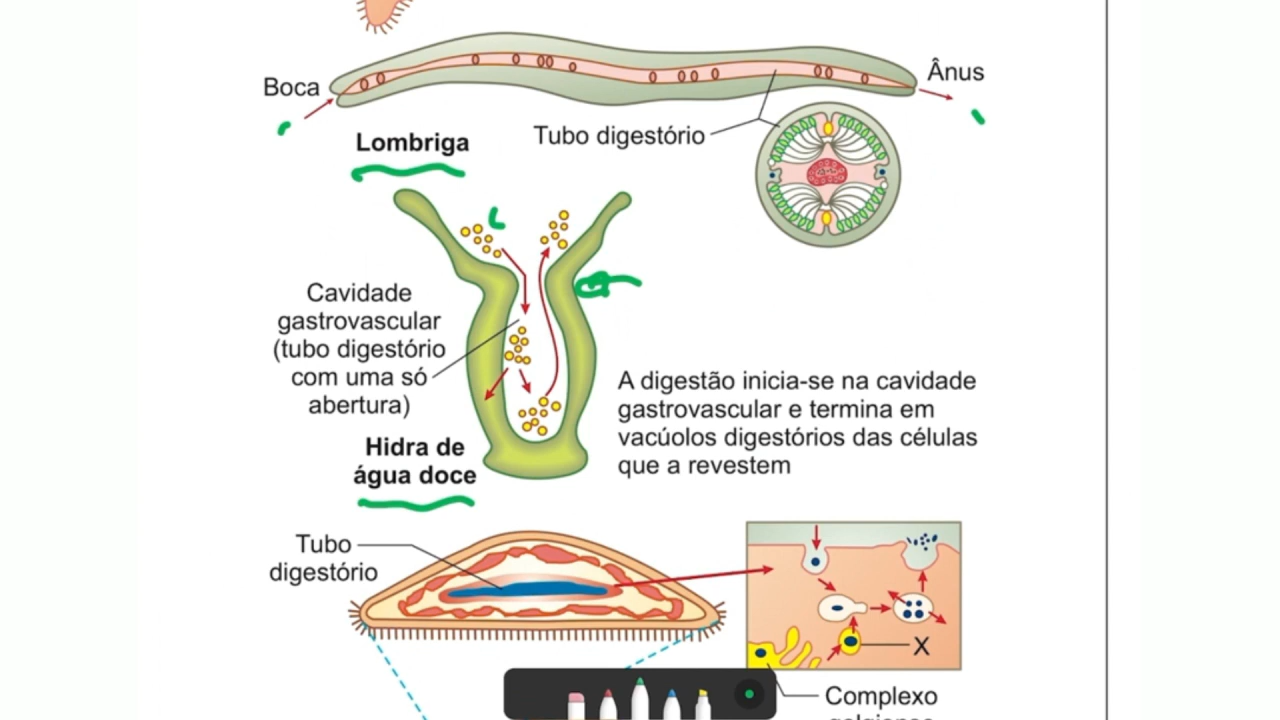 Boca
Ânus
Lombriga
Tubo digestório
Cavidade
gastrovascular
(tubo digestório
com uma só
abertura)
A digestão inicia-se na cavidade
gastrovascular e termina em
vacúolos digestórios das células
que a revestem
Hidra de
água doce
Tubo
digestório
X
Complexo